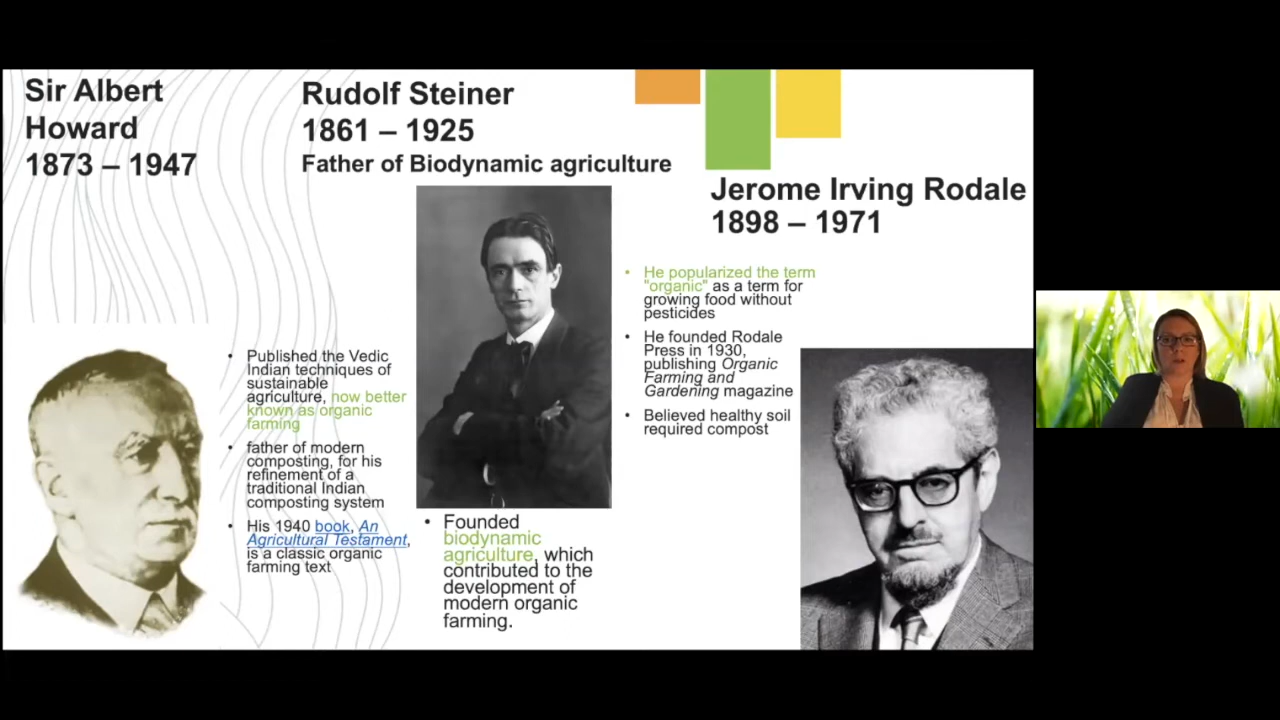 Sir Albert
Howard
1873 – 1947
Published the Vedic
Indian techniques of
sustainable
agriculture, now better
known as organic
farming
father of modern
composting, for his
refinement of a
traditional Indian
composting system
His 1940 book, An
Agricultural Testament,
is a classic organic
farming text
Rudolf Steiner
1861 – 1925
Father of Biodynamic agriculture
Founded
biodynamic
agriculture, which
contributed to the
development of
modern organic
farming.
Jerome Irving Rodale
1898 – 1971
He popularized the term
"organic" as a term for
growing food without
pesticides
He founded Rodale
Press in 1930,
publishing Organic
Farming and
Gardening magazine
Believed healthy soil
required compost